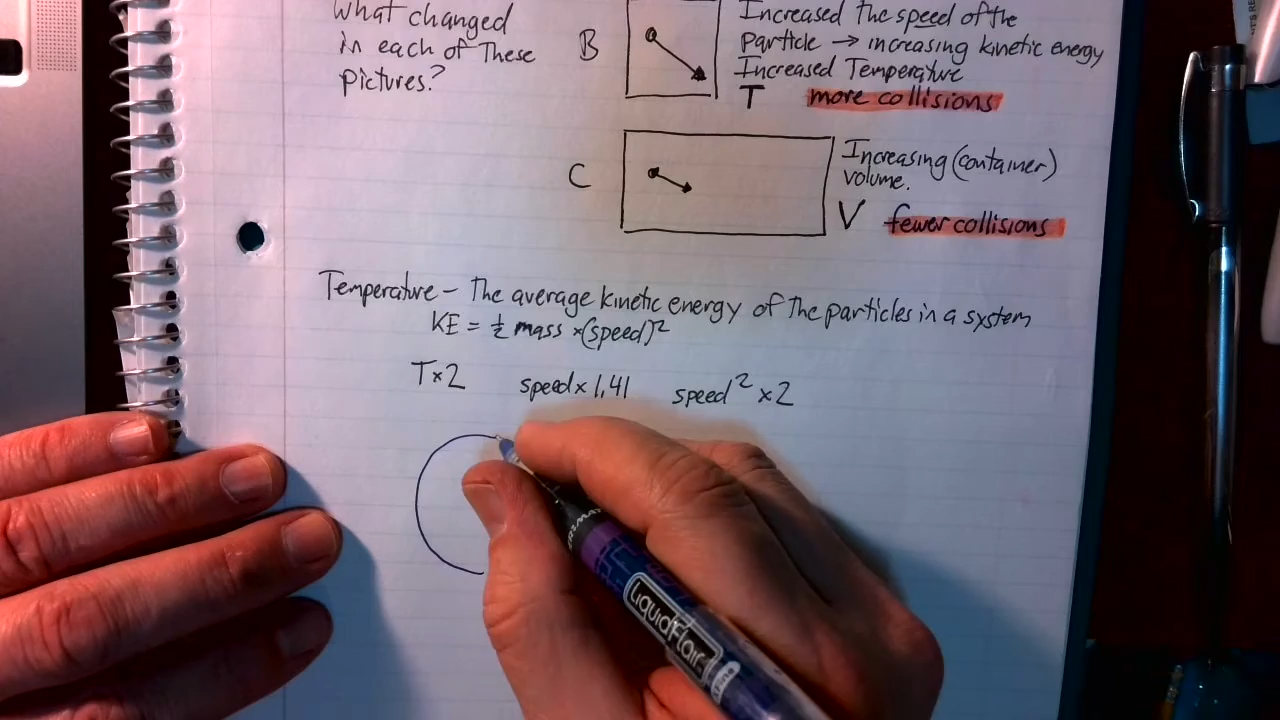 What changed
in each of These
pictures?
B
Increased The speed of the
particle → increasing kinetic energy
Increased Temperature
T more collisions
C
Increasing (container)
volume.
V fewer collisions
Temperature - The average kinetic energy of the particles in a system
KE = ½ mass × (speed)²
T×2 speed × 1.41 speed² × 2
LiquidFlair
fine